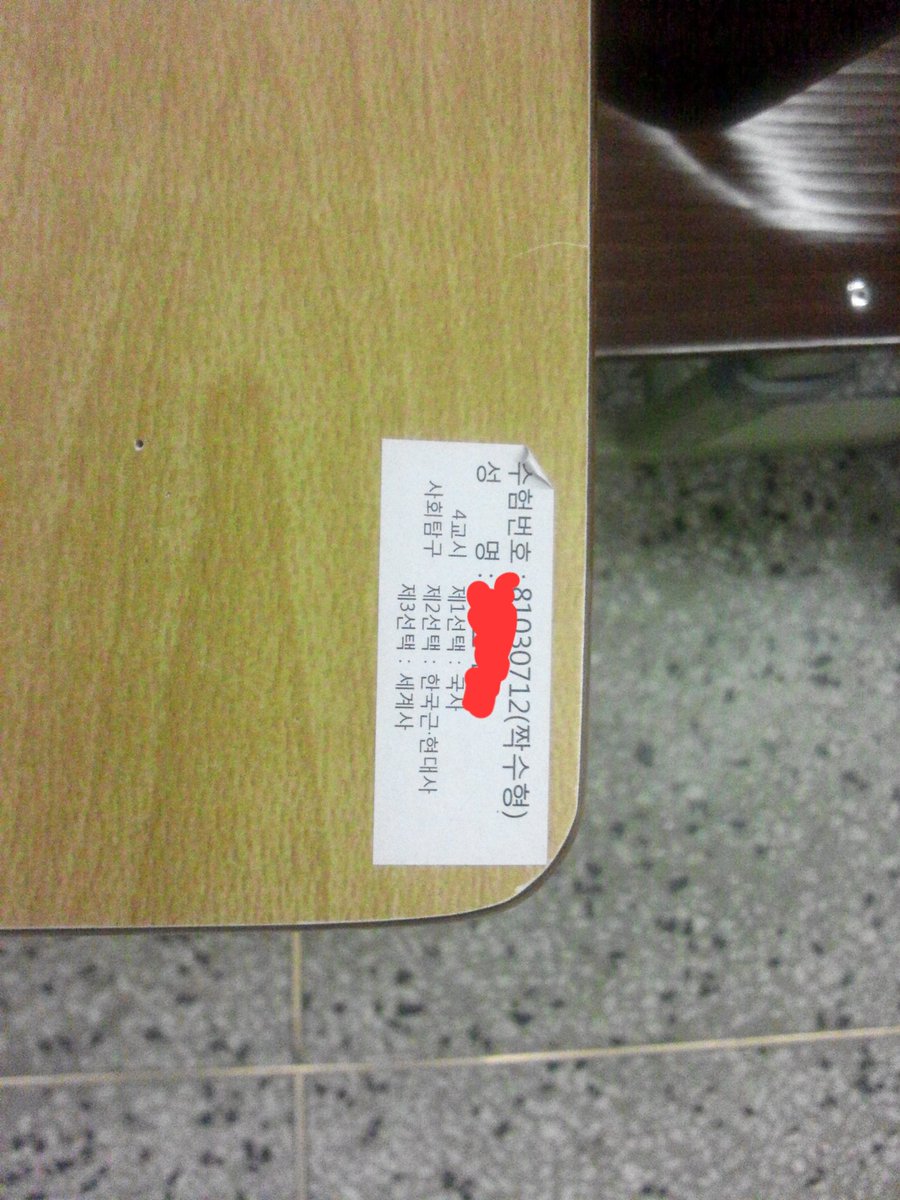 수험번호 : 81030712(짝수형)
성 명 :
4교시 제1선택 : 국사
사회탐구 제2선택 : 한국근.현대사
제3선택 : 세계사